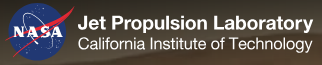 NASA
Jet Propulsion Laboratory
California Institute of Technology